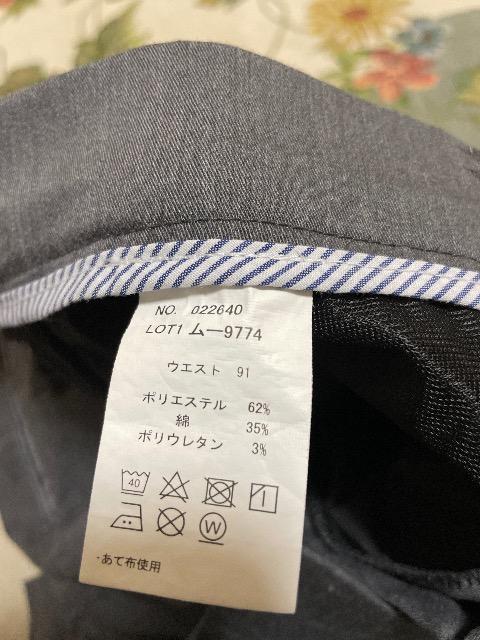 NO. 022640
LOT1 ムー9774
ウエスト 91
ポリエステル 62%
綿 35%
ポリウレタン 3%
40
W
・あて布使用